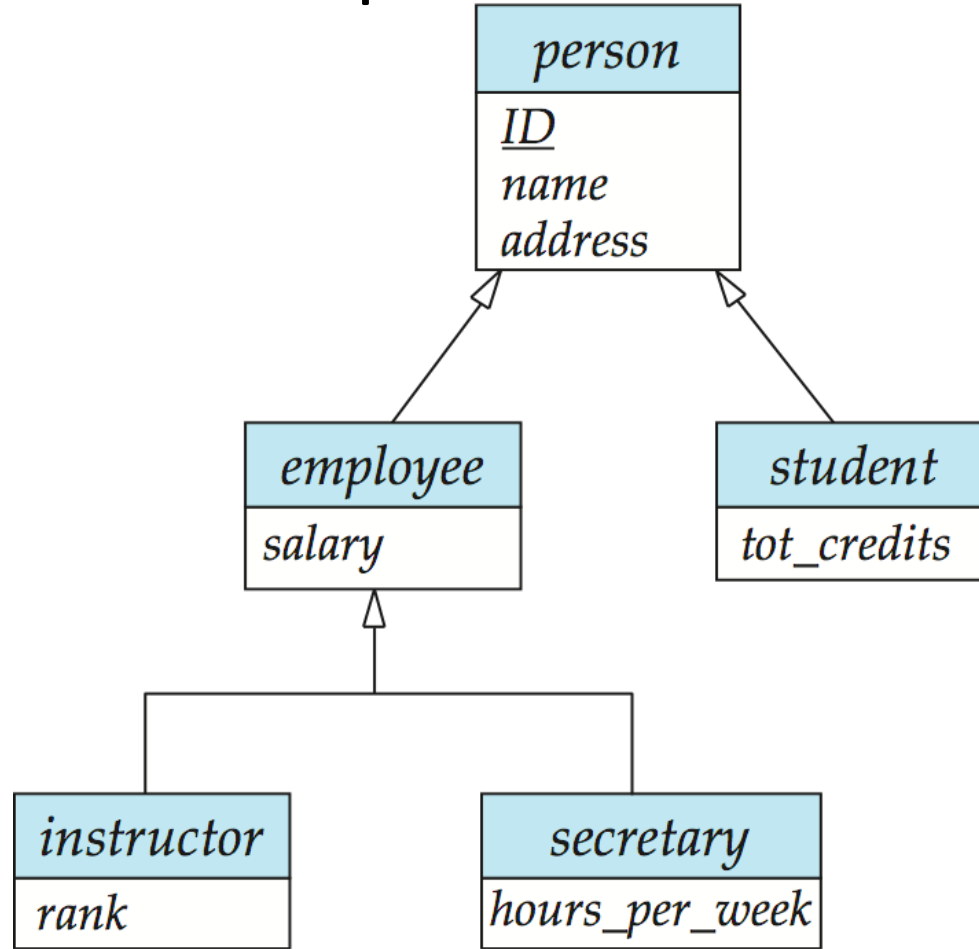 person
ID
name
address
employee
salary
student
tot_credits
instructor
rank
secretary
hours_per_week